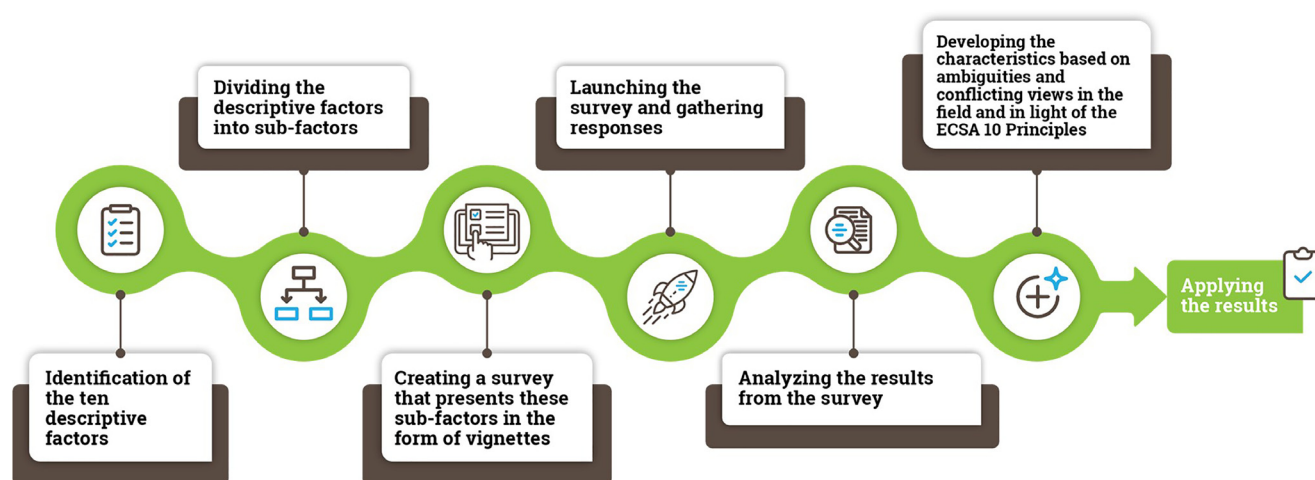 Identification of
the ten
descriptive
factors
Dividing the
descriptive factors
into sub-factors
Creating a survey
that presents these
sub-factors in the
form of vignettes
Launching the
survey and gathering
responses
Analyzing the results
from the survey
Developing the
characteristics based on
ambiguities and
conflicting views in the
field and in light of the
ECSA 10 Principles
Applying
the results